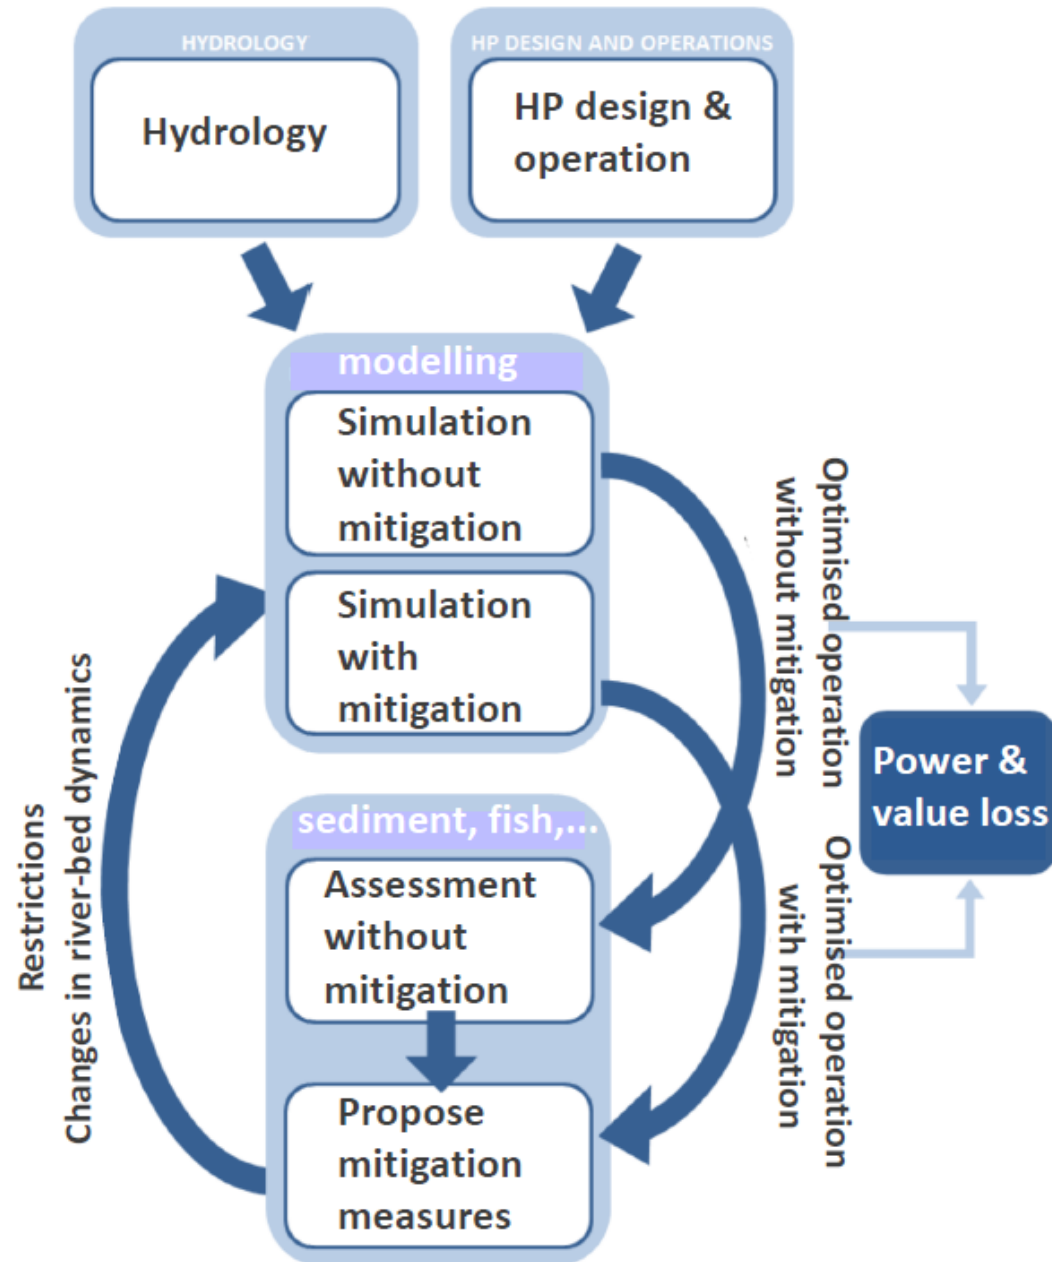 HYDROLOGY
Hydrology
HP DESIGN AND OPERATIONS
HP design &
operation
modelling
Simulation
without
mitigation
Simulation
with
mitigation
Optimised operation
without mitigation
Power &
value loss
Optimised operation
with mitigation
Restrictions
Changes in river-bed dynamics
sediment, fish,...
Assessment
without
mitigation
Propose
mitigation
measures